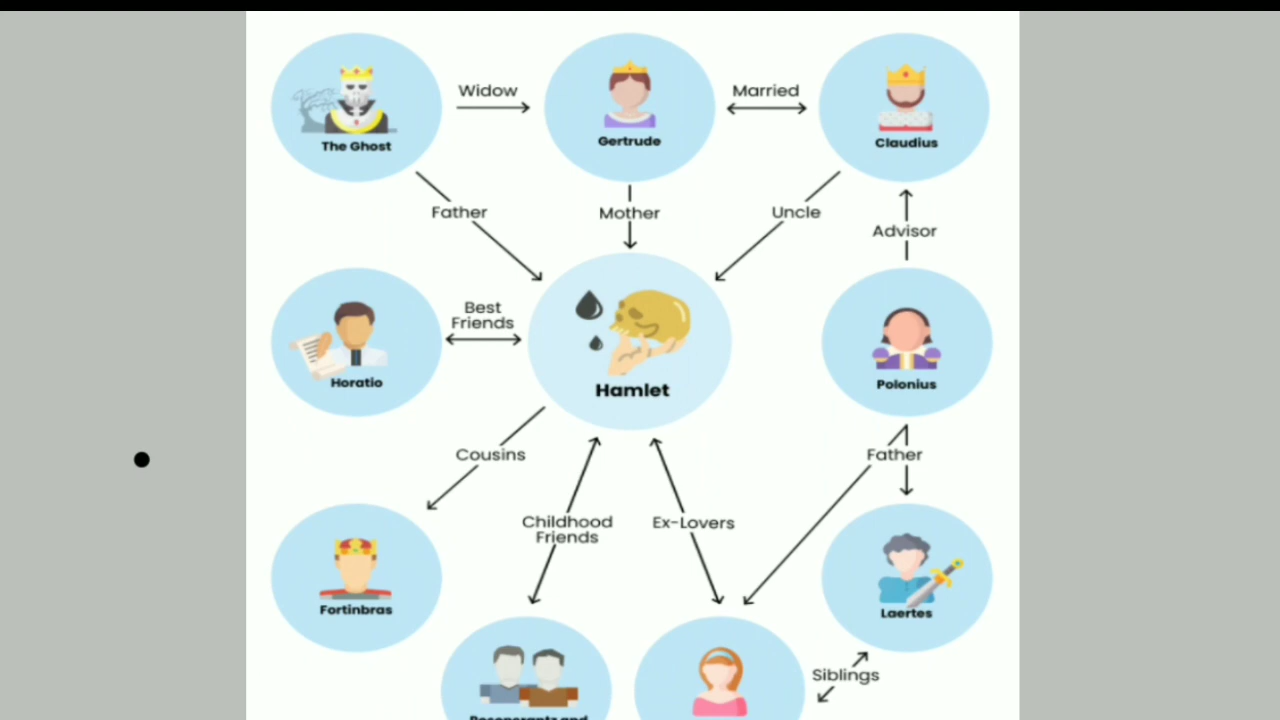 Widow
Married
The Ghost
Gertrude
Claudius
Father
Mother
Uncle
Advisor
Best
Friends
Horatio
Hamlet
Polonius
Cousins
Father
Childhood
Friends
Ex-Lovers
Fortinbras
Laertes
Siblings